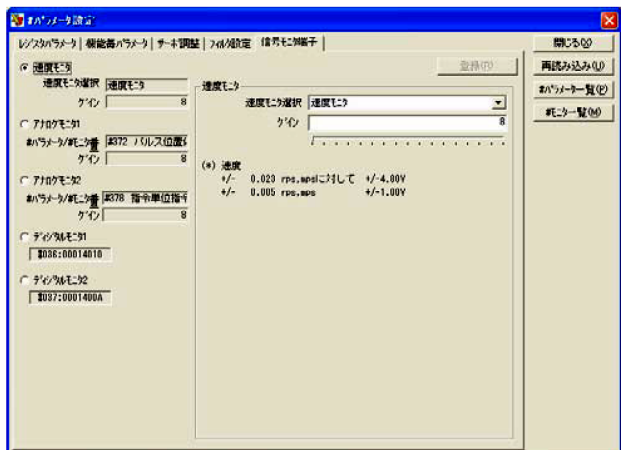 #パラメータ設定
レジスタパラメータ 機能毎パラメータ サーボ調整 フィルタ設定 信号モニタ端子
閉じる(X)
再読み込み(U)
#パラメータ一覧(P)
#モニタ一覧(M)
登録(R)
速度モニタ
速度モニタ選択 速度モニタ
ゲイン 8
アナログモニタ1
#パラメータ/#モニタ番 #372 パルス位置
ゲイン 8
アナログモニタ2
#パラメータ/#モニタ番 #378 指令単位指令
ゲイン 8
ディジタルモニタ1
#036:00014010
ディジタルモニタ2
#037:0001400A
速度モニタ
速度モニタ選択 速度モニタ
ゲイン 8
(*) 速度
+/- 0.020 rps,mpsに対して +/-4.00V
+/- 0.005 rps,mps +/-1.00V